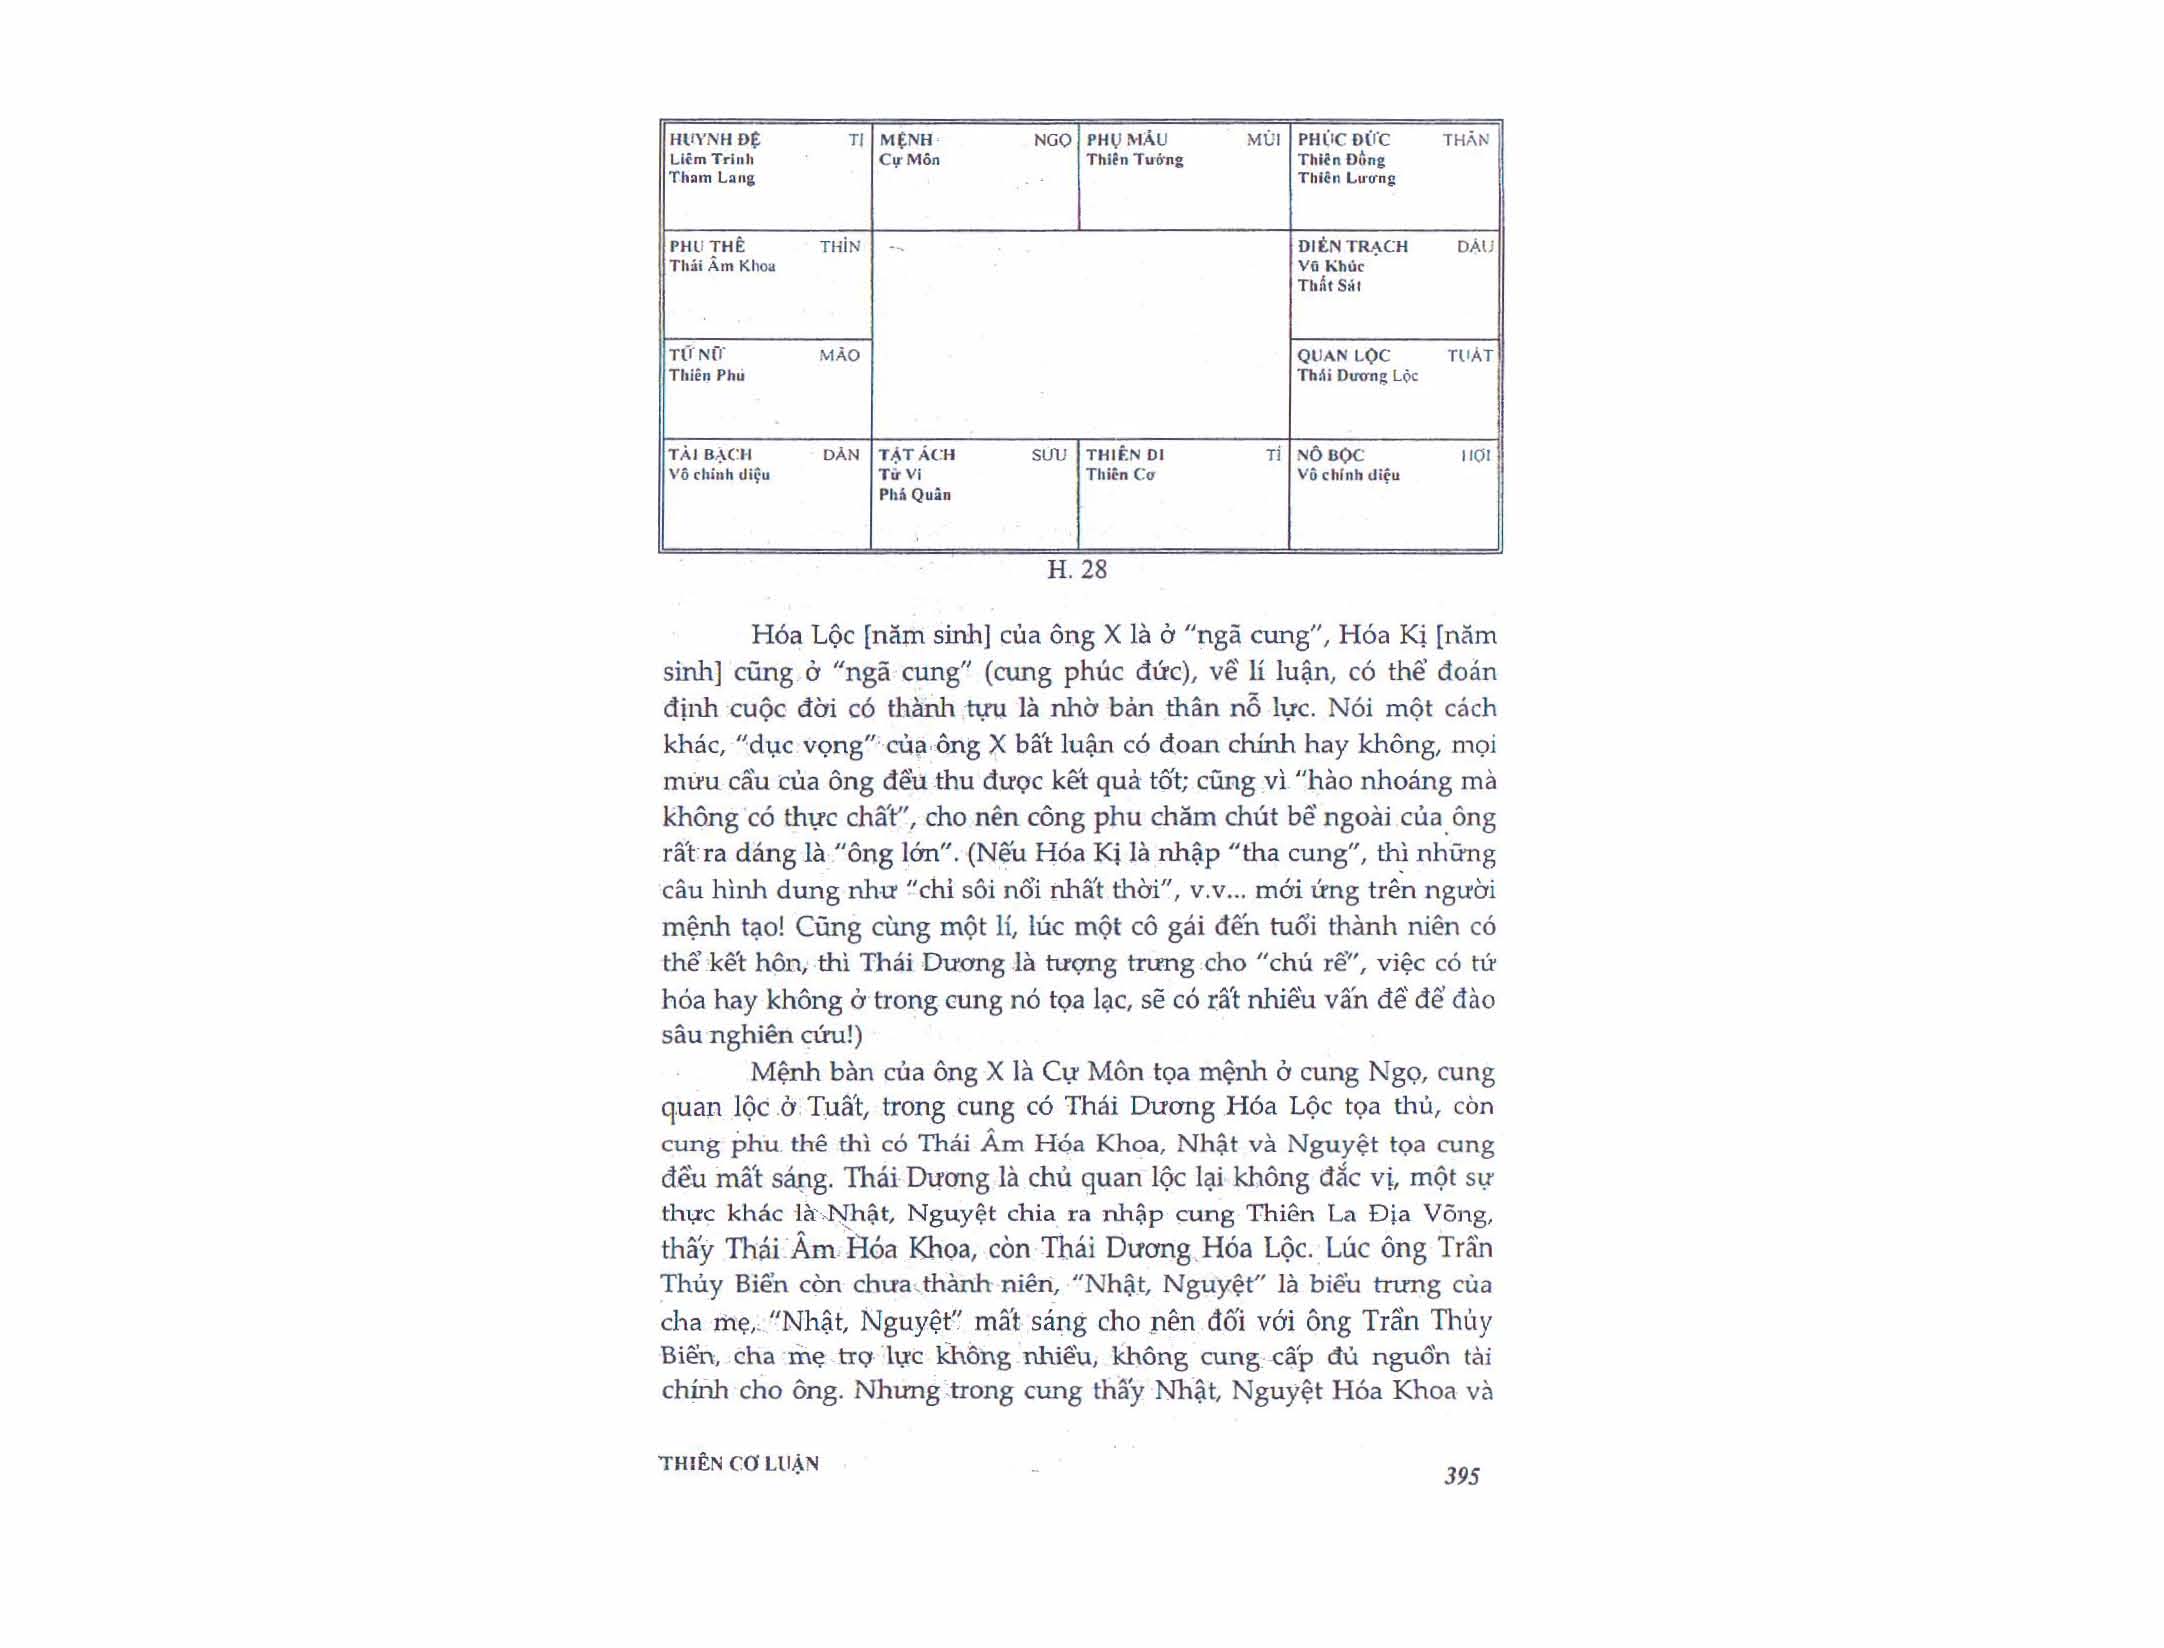 HUYNH ĐỆ TỊ
Liêm Trinh
Tham Lang
MỆNH NGỌ
Cự Môn
PHỤ MẪU MÙI
Thiên Tướng
PHÚC ĐỨC THÂN
Thiên Đồng
Thiên Lương
PHU THÊ THÌN
Thái Âm Khoa
ĐIỀN TRẠCH DẬU
Vũ Khúc
Thất Sát
TỬ NỮ MÃO
Thiên Phủ
QUAN LỘC TUẤT
Thái Dương Lộc
TÀI BẠCH DẦN
Vô chính diệu
TẬT ÁCH SỬU
Tử Vi
Phá Quân
THIÊN DI TÍ
Thiên Cơ
NÔ BỘC HỢI
Vô chính diệu
H. 28
Hóa Lộc [năm sinh] của ông X là ở "ngã cung", Hóa Kị [năm
sinh] cũng ở "ngã cung" (cung phúc đức), về lí luận, có thể đoán
định cuộc đời có thành tựu là nhờ bản thân nỗ lực. Nói một cách
khác, "dục vọng" của ông X bất luận có đoan chính hay không, mọi
mưu cầu của ông đều thu được kết quả tốt; cũng vì "hào nhoáng mà
không có thực chất", cho nên công phu chăm chút bề ngoài của ông
rất ra dáng là "ông lớn". (Nếu Hóa Kị là nhập "tha cung", thì những
câu hình dung như "chỉ sôi nổi nhất thời", v.v... mới ứng trên người
mệnh tạo! Cũng cùng một lí, lúc một cô gái đến tuổi thành niên có
thể kết hôn, thì Thái Dương là tượng trưng cho "chú rể", việc có tứ
hóa hay không ở trong cung nó tọa lạc, sẽ có rất nhiều vấn đề để đào
sâu nghiên cứu!)
Mệnh bàn của ông X là Cự Môn tọa mệnh ở cung Ngọ, cung
quan lộc ở Tuất, trong cung có Thái Dương Hóa Lộc tọa thủ, còn
cung phu thê thì có Thái Âm Hóa Khoa, Nhật và Nguyệt tọa cung
đều mất sáng. Thái Dương là chủ quan lộc lại không đắc vị, một sự
thực khác là Nhật, Nguyệt chia ra nhập cung Thiên La Địa Võng,
thấy Thái Âm Hóa Khoa, còn Thái Dương Hóa Lộc. Lúc ông Trần
Thủy Biển còn chưa thành niên, "Nhật, Nguyệt" là biểu trưng của
cha mẹ, "Nhật, Nguyệt" mất sáng cho nên đối với ông Trần Thủy
Biển, cha mẹ trợ lực không nhiều, không cung cấp đủ nguồn tài
chính cho ông. Nhưng trong cung thấy Nhật, Nguyệt Hóa Khoa và
THIÊN CƠ LUẬN
395